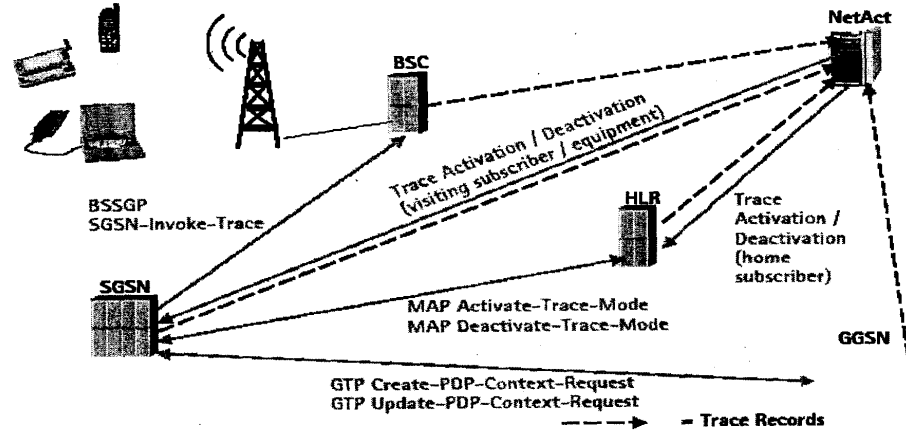 NetAct
BSC
Trace Activation / Deactivation
(visiting subscriber / equipment)
BSSGP
SGSN-Invoke-Trace
HLR
Trace
Activation /
Deactivation
(home
subscriber)
SGSN
MAP Activate-Trace-Mode
MAP Deactivate-Trace-Mode
GGSN
GTP Create-PDP-Context-Request
GTP Update-PDP-Context-Request
= Trace Records